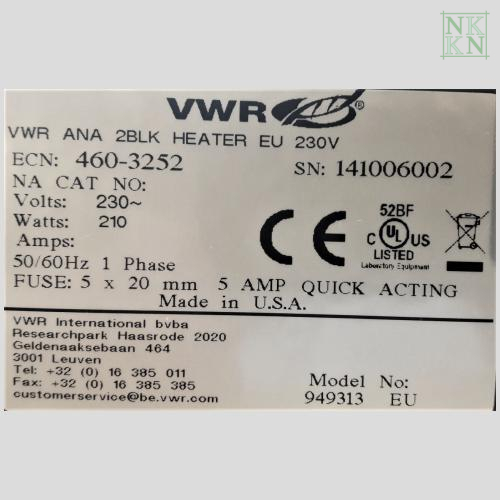 NK
KN
VWR®
VWR ANA 2BLK HEATER EU 230V
ECN: 460-3252 SN: 141006002
NA CAT NO:
Volts: 230~
Watts: 210
Amps:
50/60Hz 1 Phase
CE
52BF
C UL US
LISTED
Laboratory Equipment
FUSE: 5 x 20 mm 5 AMP QUICK ACTING
Made in U.S.A.
VWR International bvba
Researchpark Haasrode 2020
Geldenaaksebaan 464
3001 Leuven
Tel: +32 (0) 16 385 011
Fax: +32 (0) 16 385 385
customerservice@be.vwr.com
Model No:
949313 EU